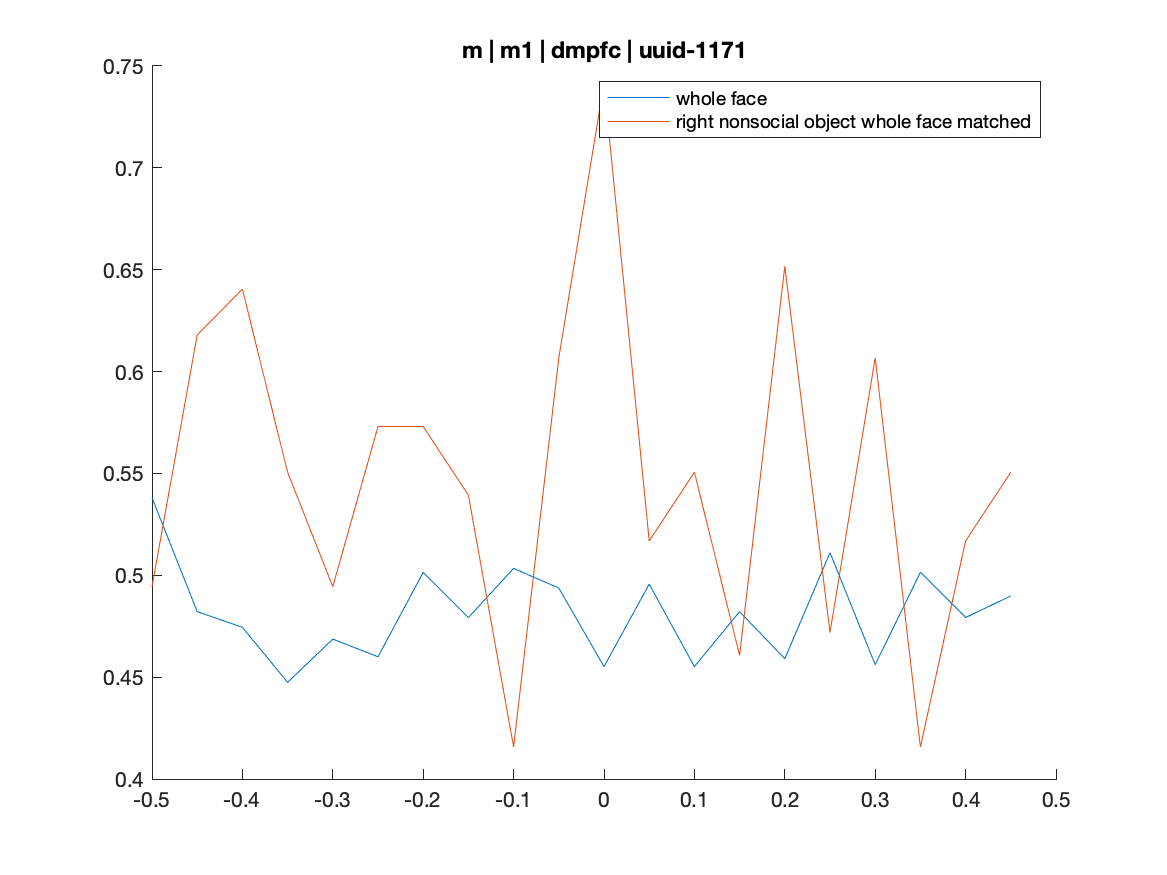 m | m1 | dmpfc | uuid-1171
0.75
whole face
right nonsocial object whole face matched
0.7
0.65
0.6
0.55
0.5
0.45
0.4
-0.5 -0.4 -0.3 -0.2 -0.1 0 0.1 0.2 0.3 0.4 0.5